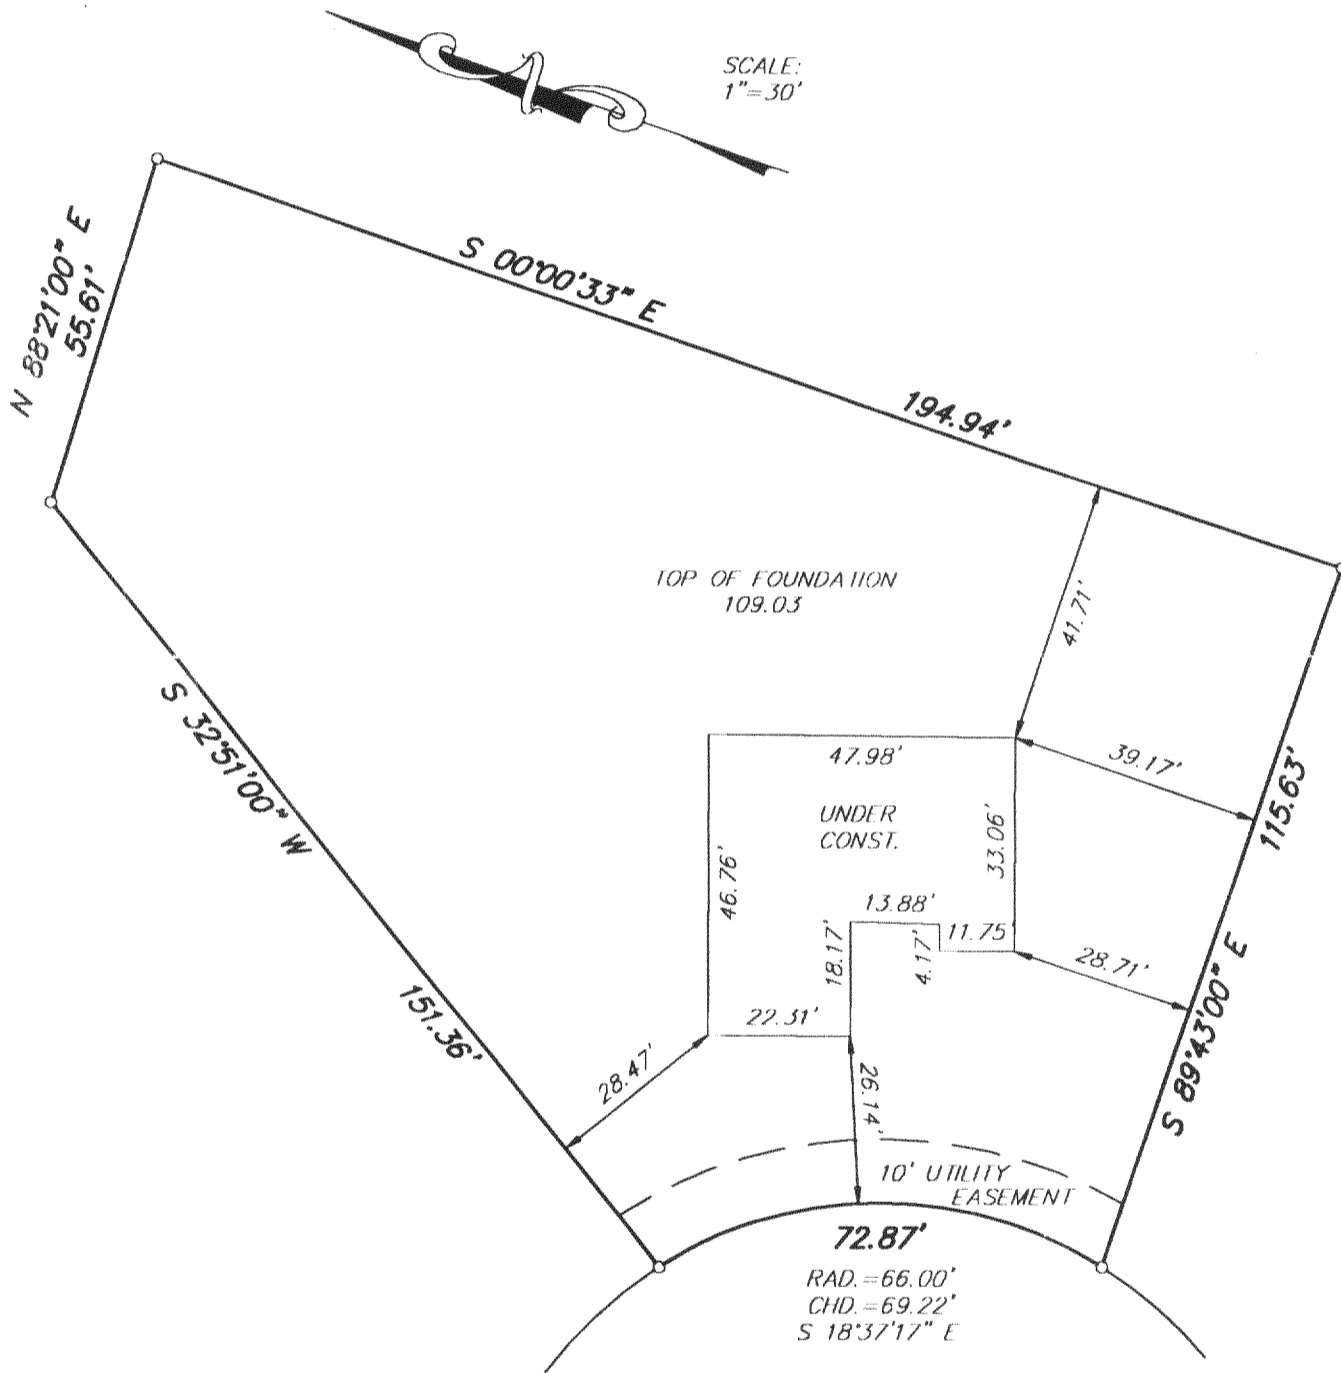 SCALE:
1"=30'
N 88°21'00" E
55.61'
S 00°00'33" E
194.94'
TOP OF FOUNDATION
109.03
41.71'
39.17'
115.63'
47.98'
UNDER
CONST.
33.06'
46.76'
13.88'
11.75
18.17'
4.17'
28.71'
S 89°43'00" E
S 32°51'00" W
151.36'
22.31'
28.47'
26.14'
10' UTILITY
EASEMENT
72.87'
RAD.=66.00'
CHD.=69.22'
S 18°37'17" E